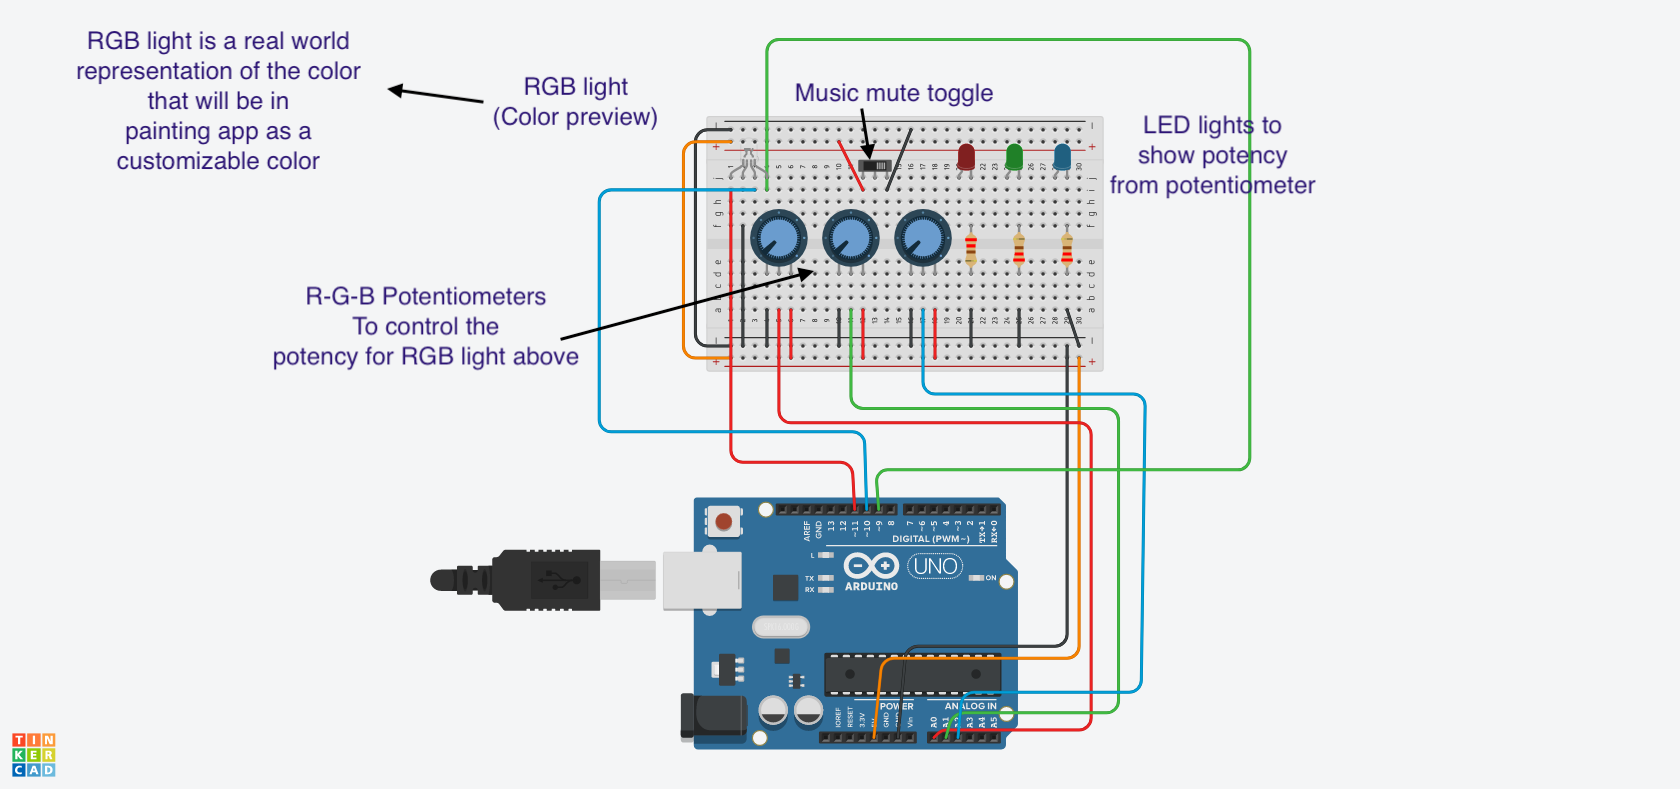 RGB light is a real world
representation of the color
that will be in
painting app as a
customizable color
RGB light
(Color preview)
Music mute toggle
LED lights to
show potency
from potentiometer
R-G-B Potentiometers
To control the
potency for RGB light above
AREF
GND
13
12
~11
~10
~9
8
7
~6
~5
4
~3
2
TX→1
RX←0
DIGITAL (PWM~)
L
TX
RX
ARDUINO
UNO
ON
POWER
ANALOG IN
IOREF
RESET
3.3V
GND
Vin
A0
A1
A3
A4
A5
TIN
KER
CAD